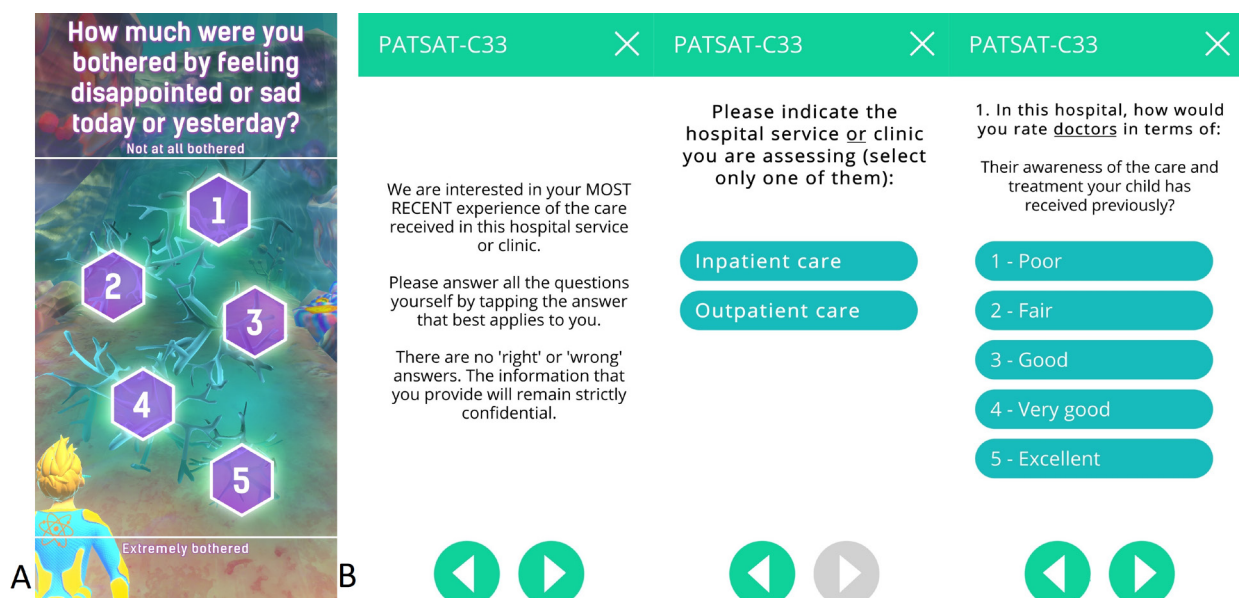 How much were you
bothered by feeling
disappointed or sad
today or yesterday?
Not at all bothered
1
2
3
4
5
Extremely bothered
A
B
PATSAT-C33
We are interested in your MOST
RECENT experience of the care
received in this hospital service
or clinic.
Please answer all the questions
yourself by tapping the answer
that best applies to you.
There are no 'right' or 'wrong'
answers. The information that
you provide will remain strictly
confidential.
PATSAT-C33
Please indicate the
hospital service or clinic
you are assessing (select
only one of them):
Inpatient care
Outpatient care
PATSAT-C33
1. In this hospital, how would
you rate doctors in terms of:
Their awareness of the care and
treatment your child has
received previously?
1 - Poor
2 - Fair
3 - Good
4 - Very good
5 - Excellent